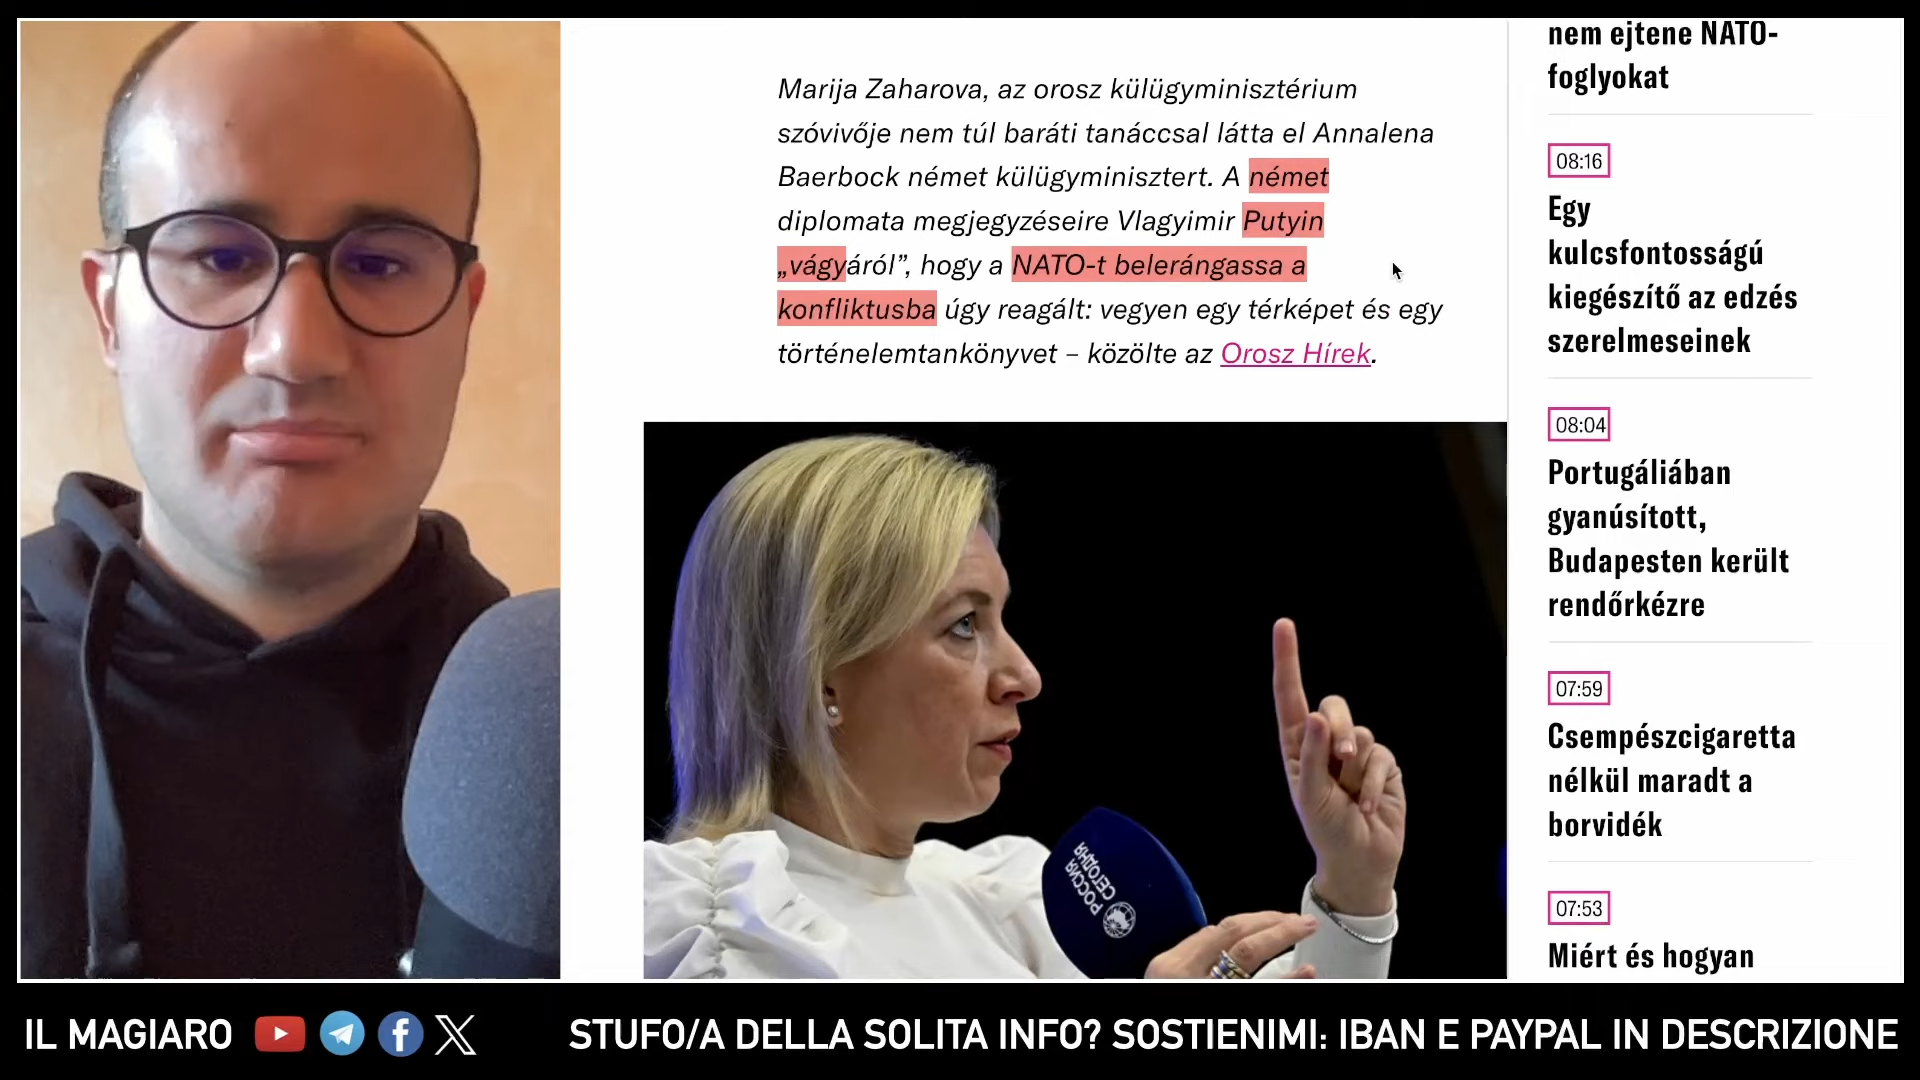 Marija Zaharova, az orosz külügyminisztérium
szóvivője nem túl baráti tanáccsal látta el Annalena
Baerbock német külügyminisztert. A német
diplomata megjegyzéseire Vlagyimir Putyin
„vágyáról”, hogy a NATO-t belerángassa a
konfliktusba úgy reagált: vegyen egy térképet és egy
történelemtankönyvet – közölte az Orosz Hírek.
РОССИЯ
СЕГОДНЯ
nem ejtene NATO-
foglyokat
08:16
Egy
kulcsfontosságú
kiegészítő az edzés
szerelmeseinek
08:04
Portugáliában
gyanúsított,
Budapesten került
rendőrkézre
07:59
Csempészcigaretta
nélkül maradt a
borvidék
07:53
Miért és hogyan
IL MAGIARO
STUFO/A DELLA SOLITA INFO? SOSTIENIMI: IBAN E PAYPAL IN DESCRIZIONE